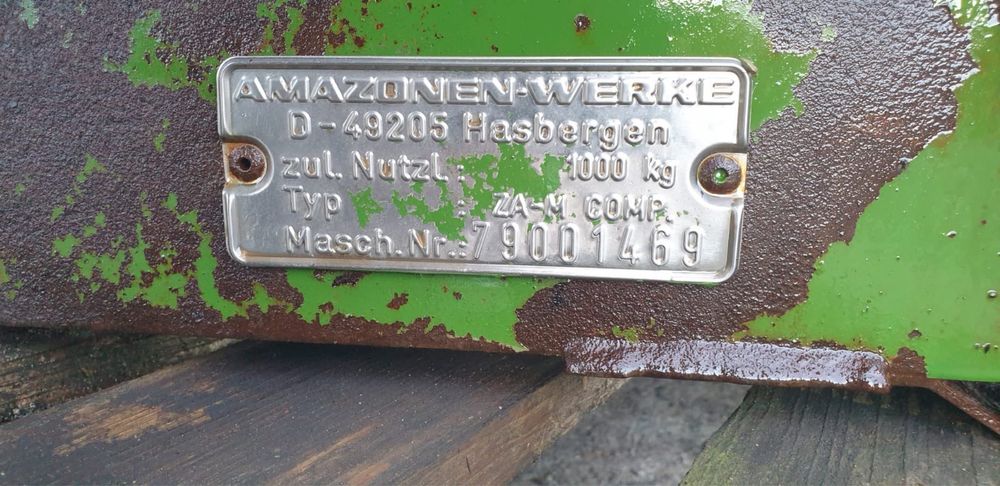 AMAZONEN-WERKE
D-49205 Hasbergen
zul. Nutzl.: 1000 kg
Typ : ZA-M COMP.
Masch.Nr.: 79001469